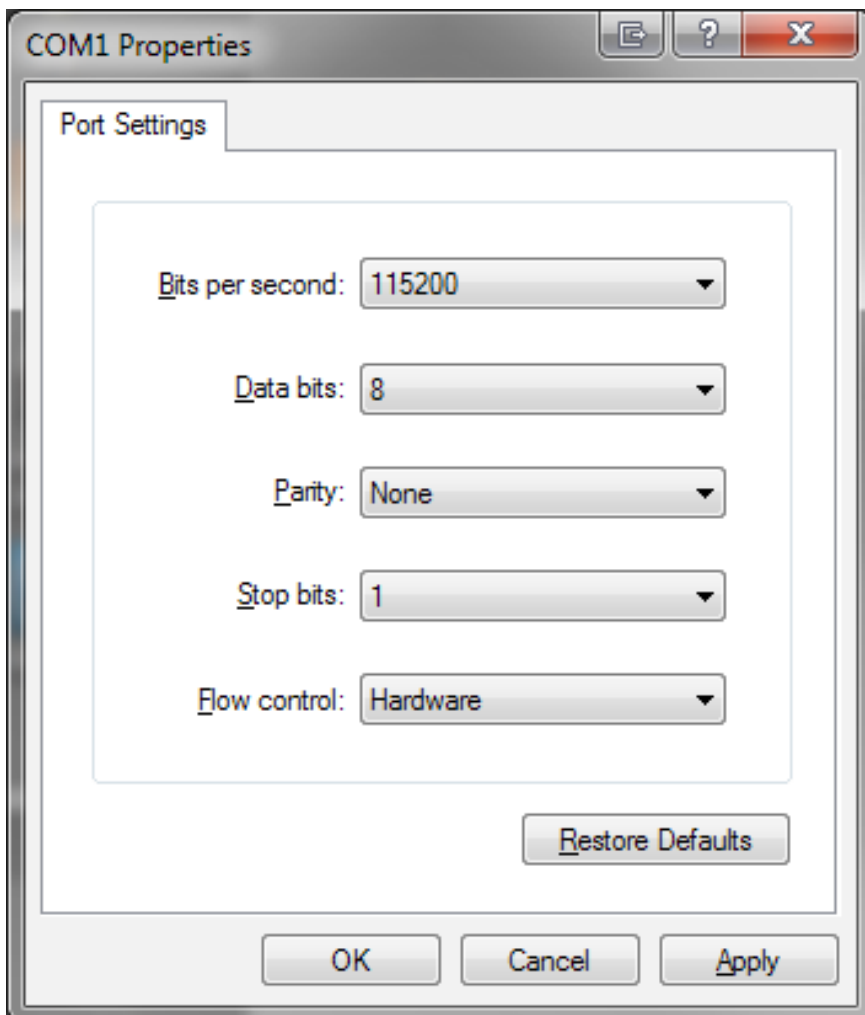 COM1 Properties
?
Port Settings
Bits per second: 115200
Data bits: 8
Parity: None
Stop bits: 1
Flow control: Hardware
Restore Defaults
OK Cancel Apply